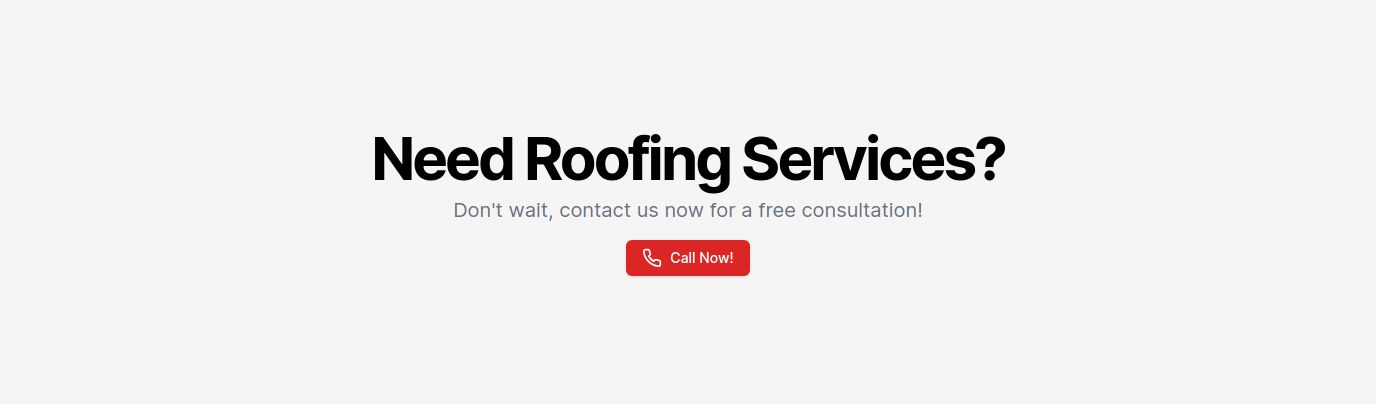 Need Roofing Services?
Don't wait, contact us now for a free consultation!
Call Now!